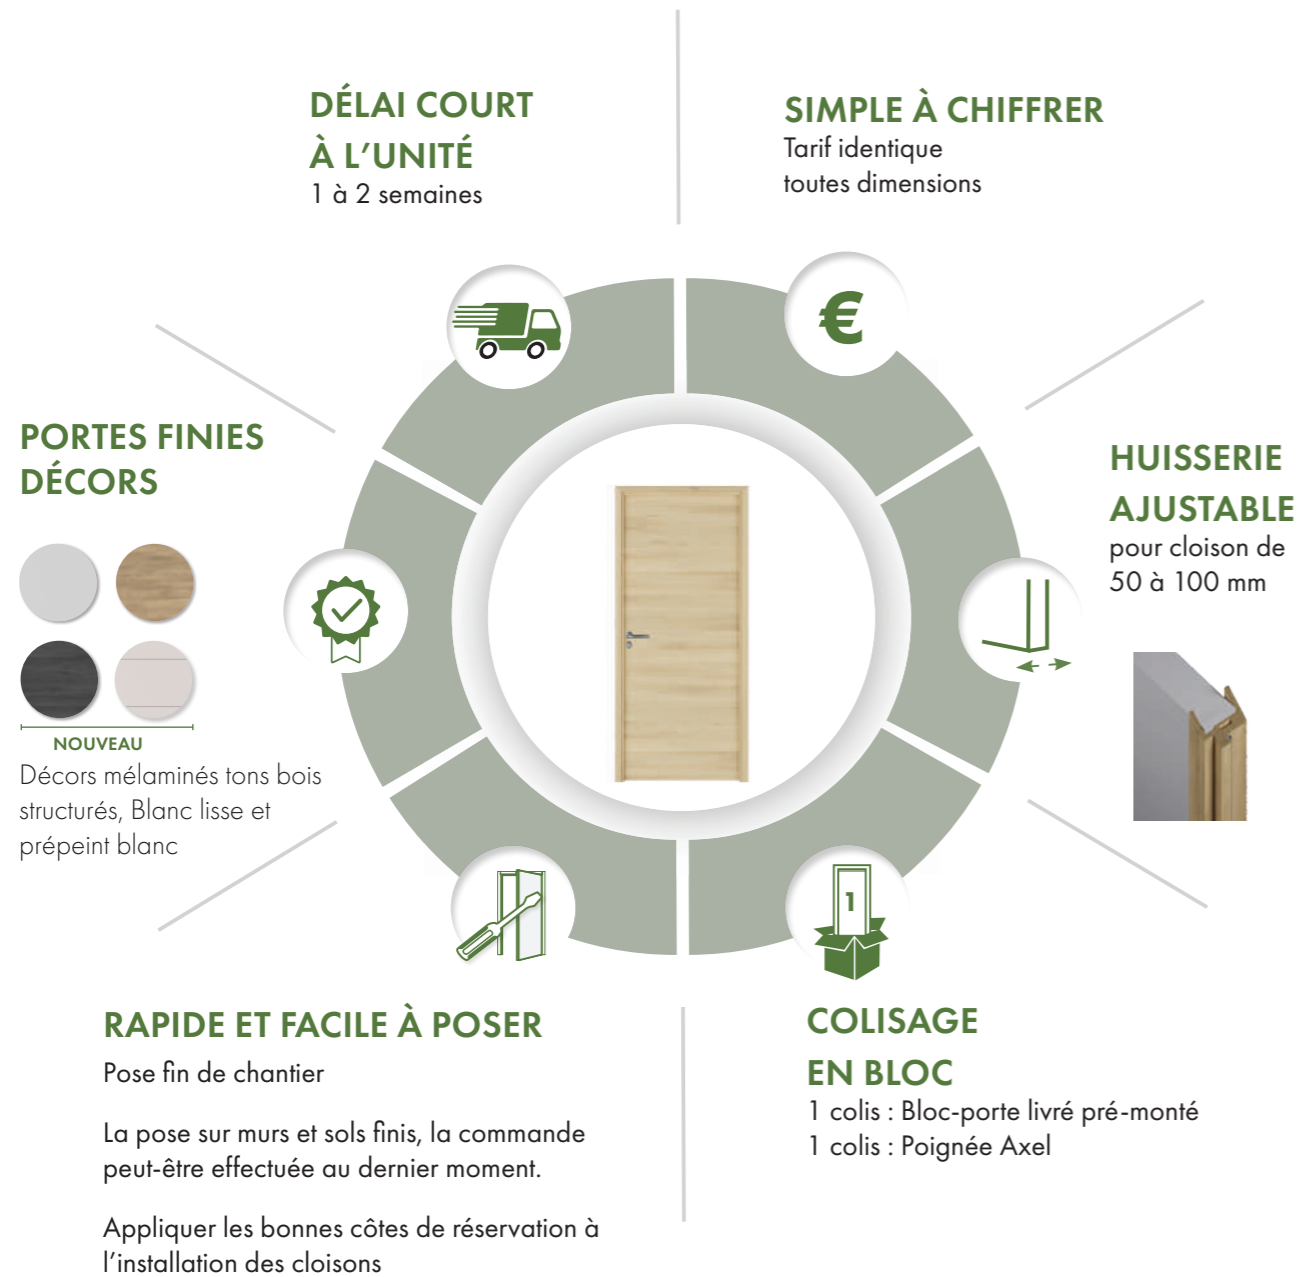 DÉLAI COURT
À L'UNITÉ
1 à 2 semaines
SIMPLE À CHIFFRER
Tarif identique
toutes dimensions
€
PORTES FINIES
DÉCORS
NOUVEAU
Décors mélaminés tons bois
structurés, Blanc lisse et
prépeint blanc
HUISSERIE
AJUSTABLE
pour cloison de
50 à 100 mm
1
RAPIDE ET FACILE À POSER
Pose fin de chantier
La pose sur murs et sols finis, la commande
peut-être effectuée au dernier moment.
Appliquer les bonnes côtes de réservation à
l'installation des cloisons
COLISAGE
EN BLOC
1 colis : Bloc-porte livré pré-monté
1 colis : Poignée Axel